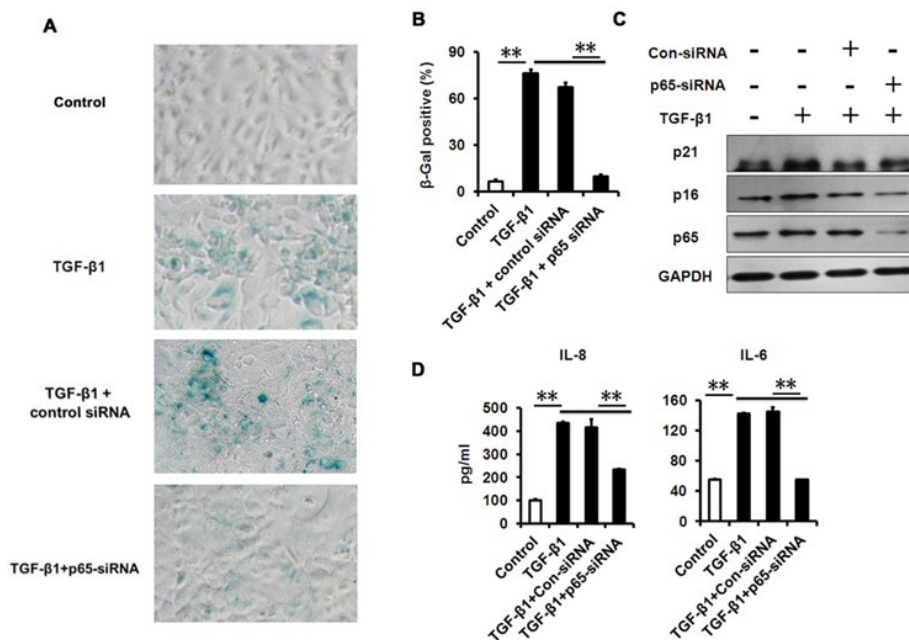 A
Control
TGF-β1
TGF-β1 +
control siRNA
TGF-β1+p65-siRNA
B
β-Gal positive (%)
90
60
30
0
** **
Control
TGF-β1
TGF-β1 + control siRNA
TGF-β1 + p65 siRNA
C
Con-siRNA - - + -
p65-siRNA - - - +
TGF-β1 - + + +
p21
p16
p65
GAPDH
D
IL-8
pg/ml
500
400
300
200
100
0
** **
Control
TGF-β1
TGF-β1+Con-siRNA
TGF-β1+p65-siRNA
IL-6
160
120
80
40
0
** **
Control
TGF-β1
TGF-β1+Con-siRNA
TGF-β1+p65-siRNA